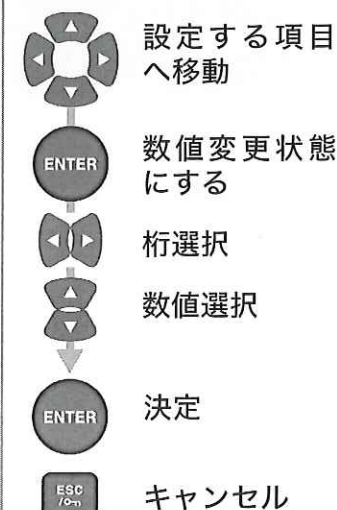 設定する項目
へ移動
ENTER
数値変更状態
にする
桁選択
数値選択
ENTER
決定
ESC
/O
キャンセル